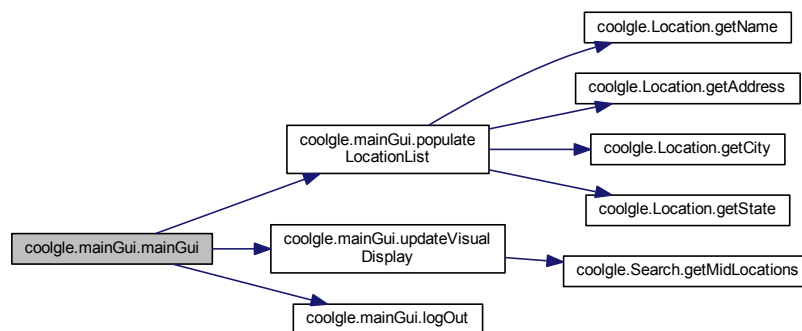 coolgle.mainGui.mainGui
coolgle.mainGui.populate
LocationList
coolgle.mainGui.updateVisual
Display
coolgle.mainGui.logOut
coolgle.Location.getName
coolgle.Location.getAddress
coolgle.Location.getCity
coolgle.Location.getState
coolgle.Search.getMidLocations